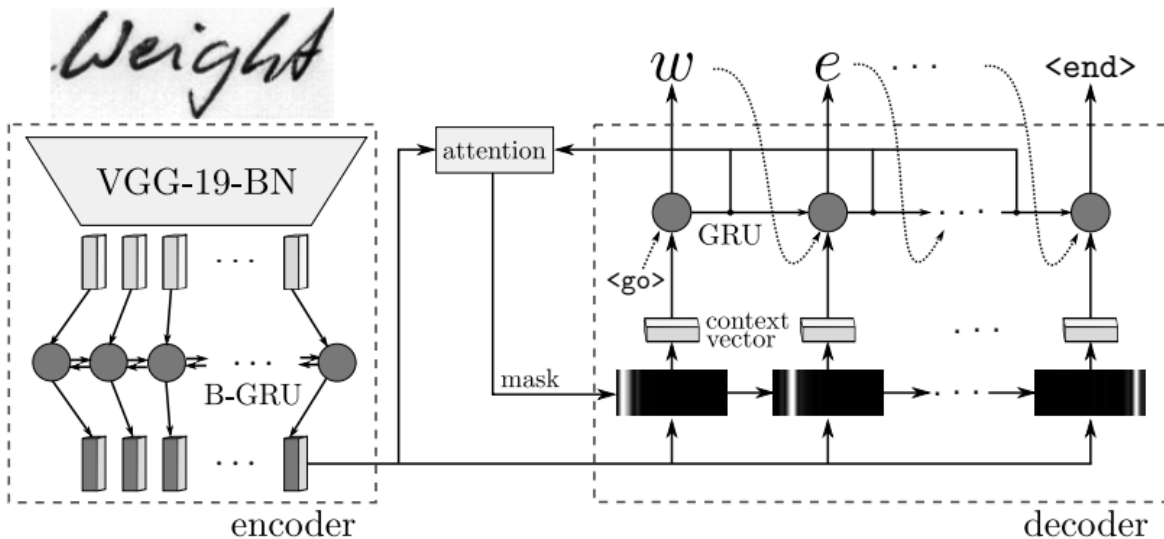 Weight
VGG-19-BN
...
B-GRU
...
...
encoder
attention
mask
w e ... <end>
GRU
...
<go>
context
vector
...
...
decoder